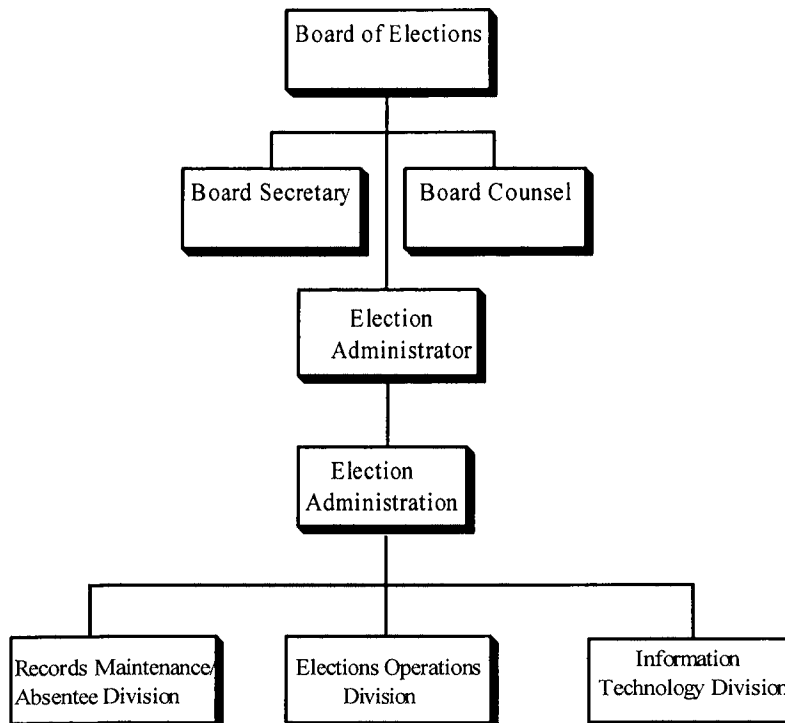 Board of Elections
Board Secretary
Board Counsel
Election
Administrator
Election
Administration
Records Maintenance/
Absentee Division
Elections Operations
Division
Information
Technology Division